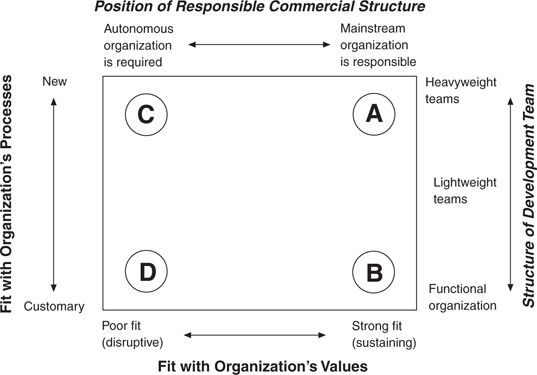 Position of Responsible Commercial Structure
Autonomous
organization
is required
Mainstream
organization
is responsible
Fit with Organization's Processes
New
Customary
C
A
D
B
Heavyweight
teams
Lightweight
teams
Functional
organization
Structure of Development Team
Poor fit
(disruptive)
Strong fit
(sustaining)
Fit with Organization's Values